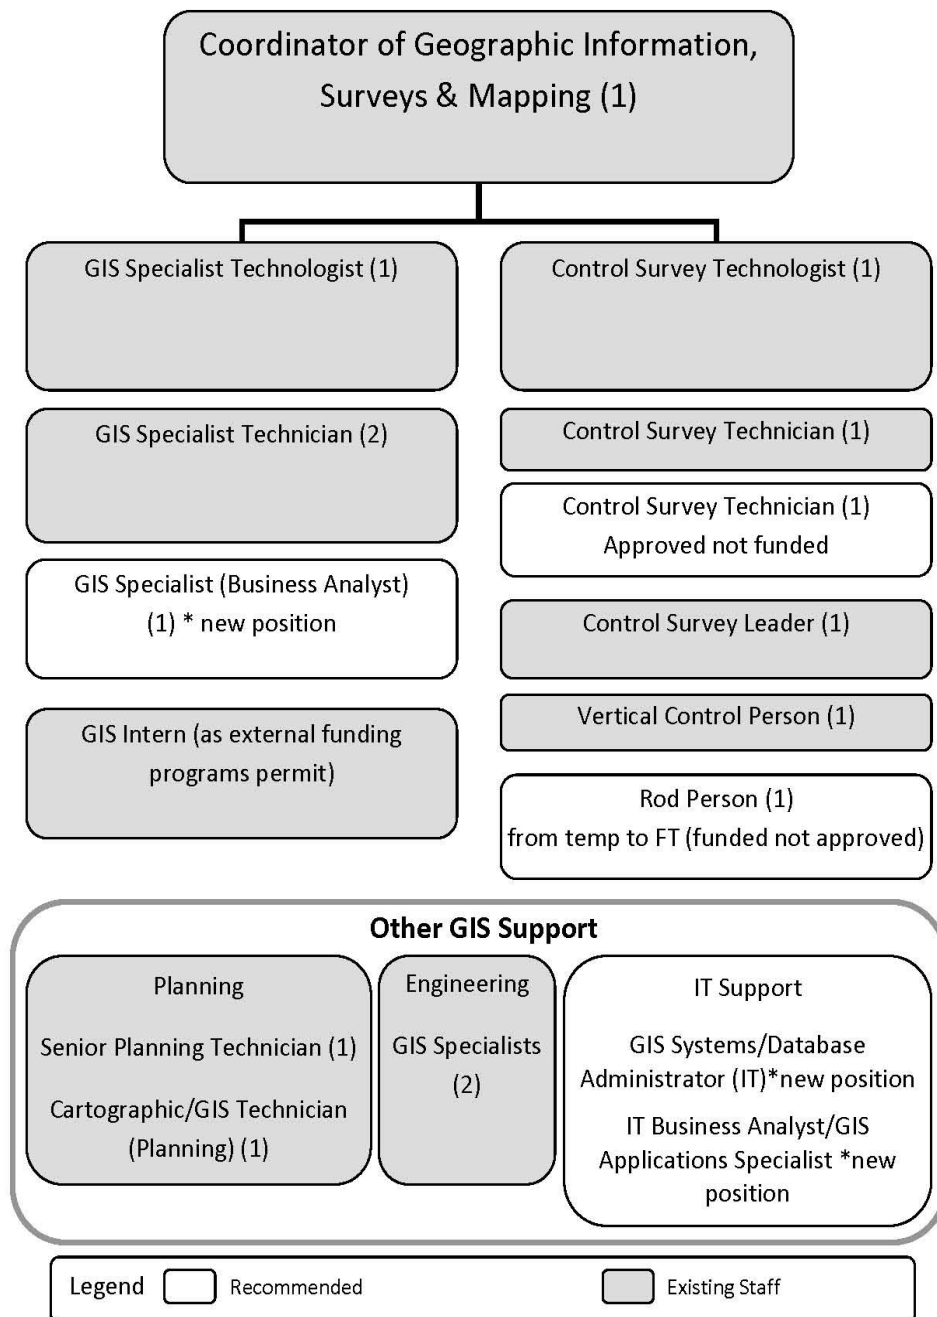 Coordinator of Geographic Information,
Surveys & Mapping (1)
GIS Specialist Technologist (1)
GIS Specialist Technician (2)
GIS Specialist (Business Analyst)
(1) * new position
GIS Intern (as external funding
programs permit)
Control Survey Technologist (1)
Control Survey Technician (1)
Control Survey Technician (1)
Approved not funded
Control Survey Leader (1)
Vertical Control Person (1)
Rod Person (1)
from temp to FT (funded not approved)
Other GIS Support
Planning
Senior Planning Technician (1)
Cartographic/GIS Technician
(Planning) (1)
Engineering
GIS Specialists
(2)
IT Support
GIS Systems/Database
Administrator (IT)*new position
IT Business Analyst/GIS
Applications Specialist *new
position
Legend
Recommended
Existing Staff